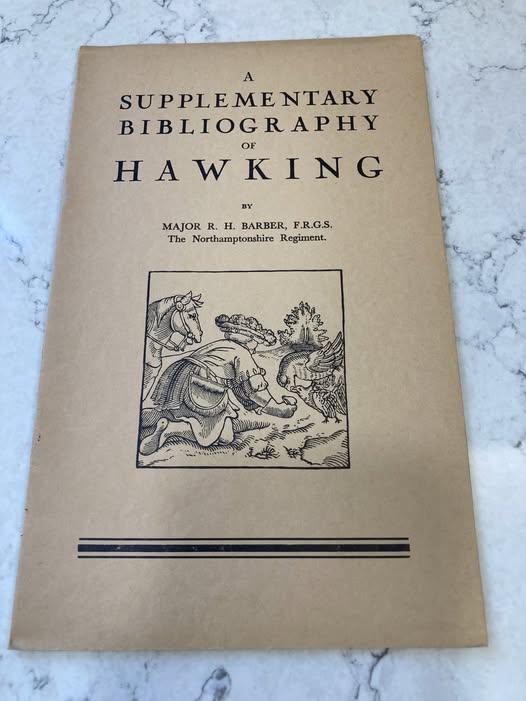 A
SUPPLEMENTARY
BIBLIOGRAPHY
OF
HAWKING
BY
MAJOR R. H. BARBER, F.R.G.S.
The Northamptonshire Regiment.